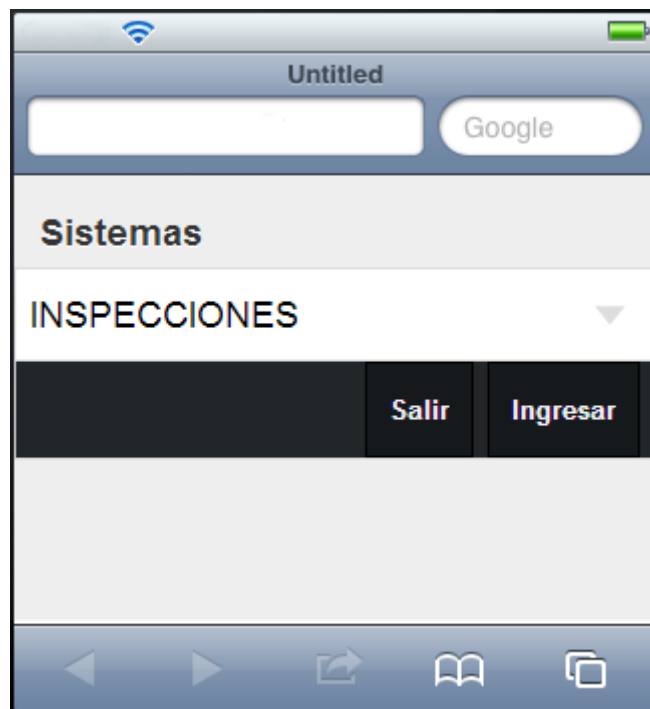 Untitled
Google
Sistemas
INSPECCIONES
Salir Ingresar